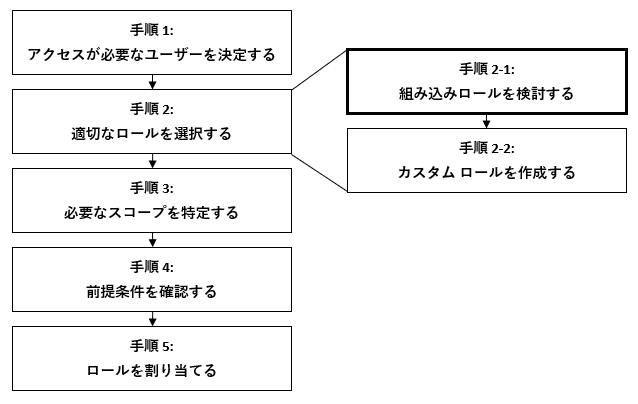 手順 1:
アクセスが必要なユーザーを決定する
手順 2:
適切なロールを選択する
手順 3:
必要なスコープを特定する
手順 4:
前提条件を確認する
手順 5:
ロールを割り当てる
手順 2-1:
組み込みロールを検討する
手順 2-2:
カスタム ロールを作成する